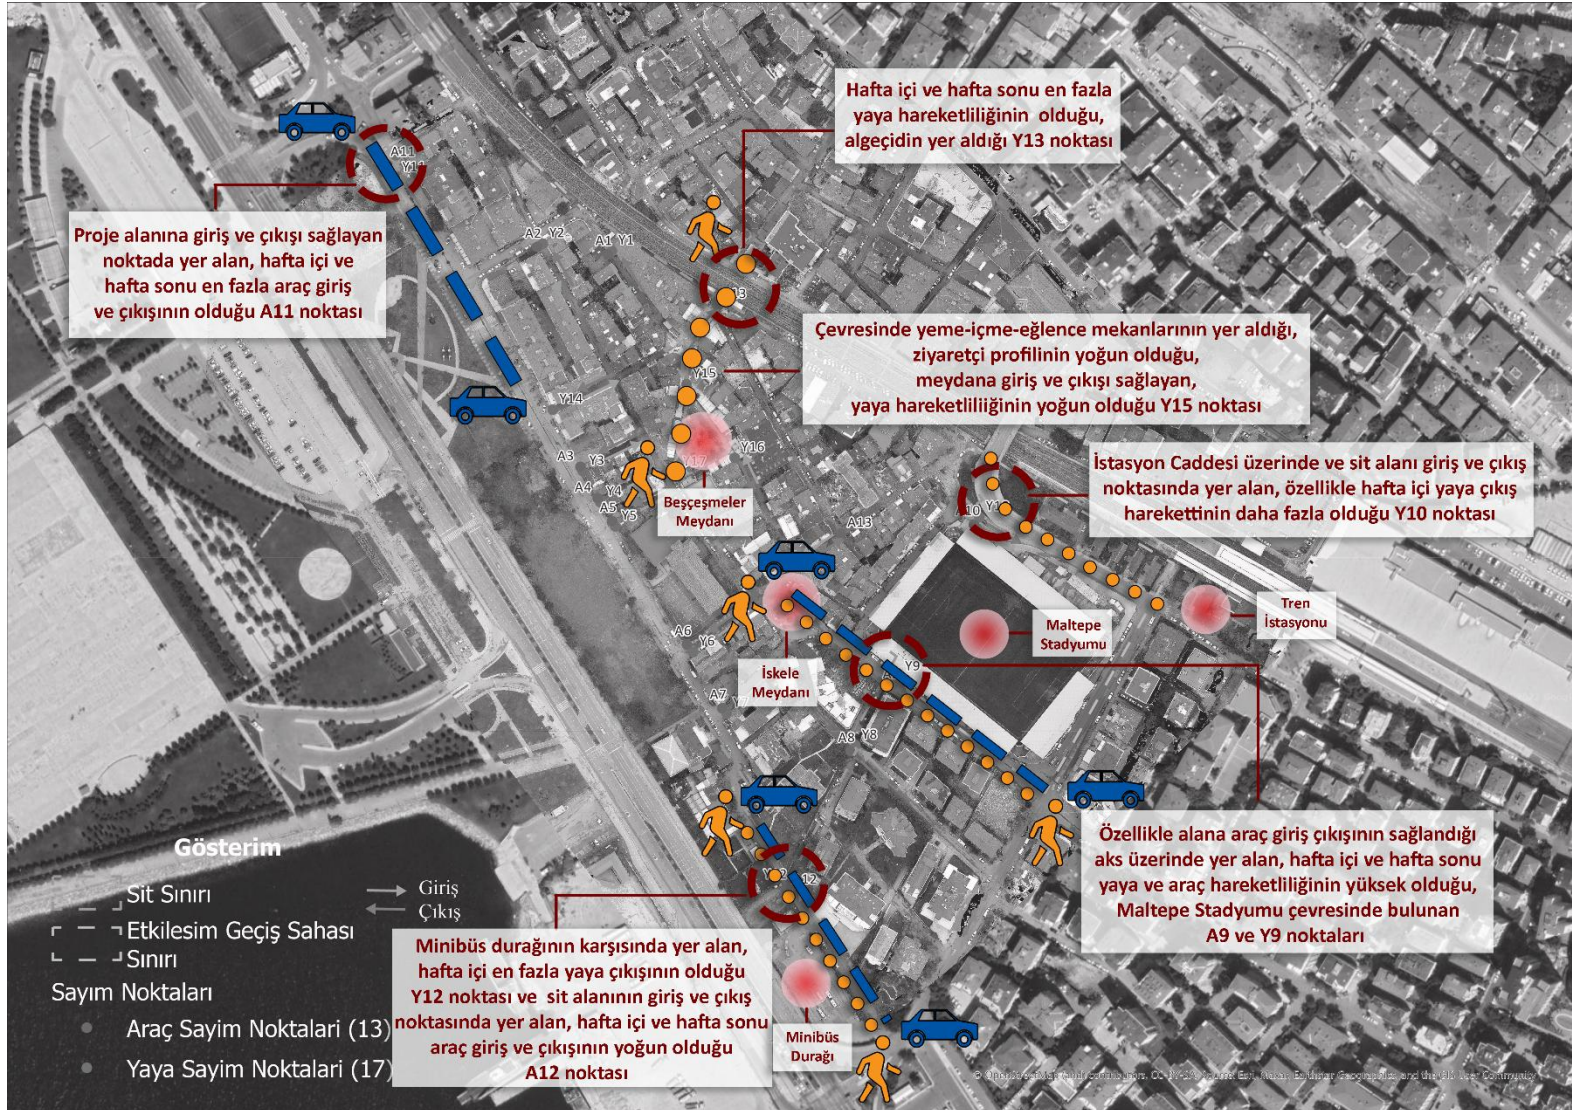 Hafta içi ve hafta sonu en fazla
yaya hareketliliğinin olduğu,
algeçidin yer aldığı Y13 noktası
A11
Y11
Proje alanına giriş ve çıkışı sağlayan
noktada yer alan, hafta içi ve
hafta sonu en fazla araç giriş
ve çıkışının olduğu A11 noktası
A2 Y2
A1 Y1
13
Çevresinde yeme-içme-eğlence mekanlarının yer aldığı,
ziyaretçi profilinin yoğun olduğu,
meydana giriş ve çıkışı sağlayan,
yaya hareketliliiğinin yoğun olduğu Y15 noktası
Y15
Y14
Y16
Y17
A3 Y3
A4 Y4
A5 Y5
Beşçeşmeler
Meydanı
İstasyon Caddesi üzerinde ve sit alanı giriş ve çıkış
noktasında yer alan, özellikle hafta içi yaya çıkış
harekettinin daha fazla olduğu Y10 noktası
A10 Y1
A13
Tren
İstasyonu
Maltepe
Stadyumu
A6
Y6
İskele
Meydanı
Y9
A7
A8 Y8
Özellikle alana araç giriş çıkışının sağlandığı
aks üzerinde yer alan, hafta içi ve hafta sonu
yaya ve araç hareketliliğinin yüksek olduğu,
Maltepe Stadyumu çevresinde bulunan
A9 ve Y9 noktaları
12
Minibüs durağının karşısında yer alan,
hafta içi en fazla yaya çıkışının olduğu
Y12 noktası ve sit alanının giriş ve çıkış
noktasında yer alan, hafta içi ve hafta sonu
araç giriş ve çıkışının yoğun olduğu
A12 noktası
Minibüs
Durağı
Gösterim
Sit Sınırı
Etkilesim Geçiş Sahası
Sınırı
Giriş
Çıkış
Sayım Noktaları
Araç Sayim Noktalari (13)
Yaya Sayim Noktalari (17)